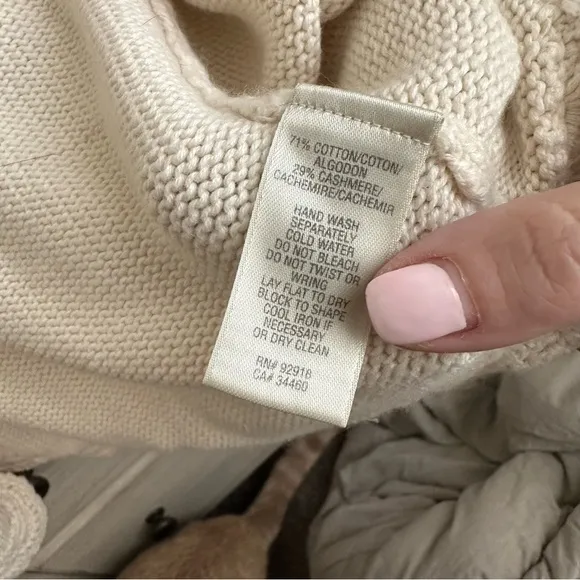 71% COTTON/COTON/
ALGODON
29% CASHMERE/
CACHEMIRE/CACHEMIR
HAND WASH
SEPARATELY
COLD WATER
DO NOT BLEACH
DO NOT TWIST OR
WRING
LAY FLAT TO DRY
BLOCK TO SHAPE
COOL IRON IF
NECESSARY
OR DRY CLEAN
RN# 92918
CA# 34460